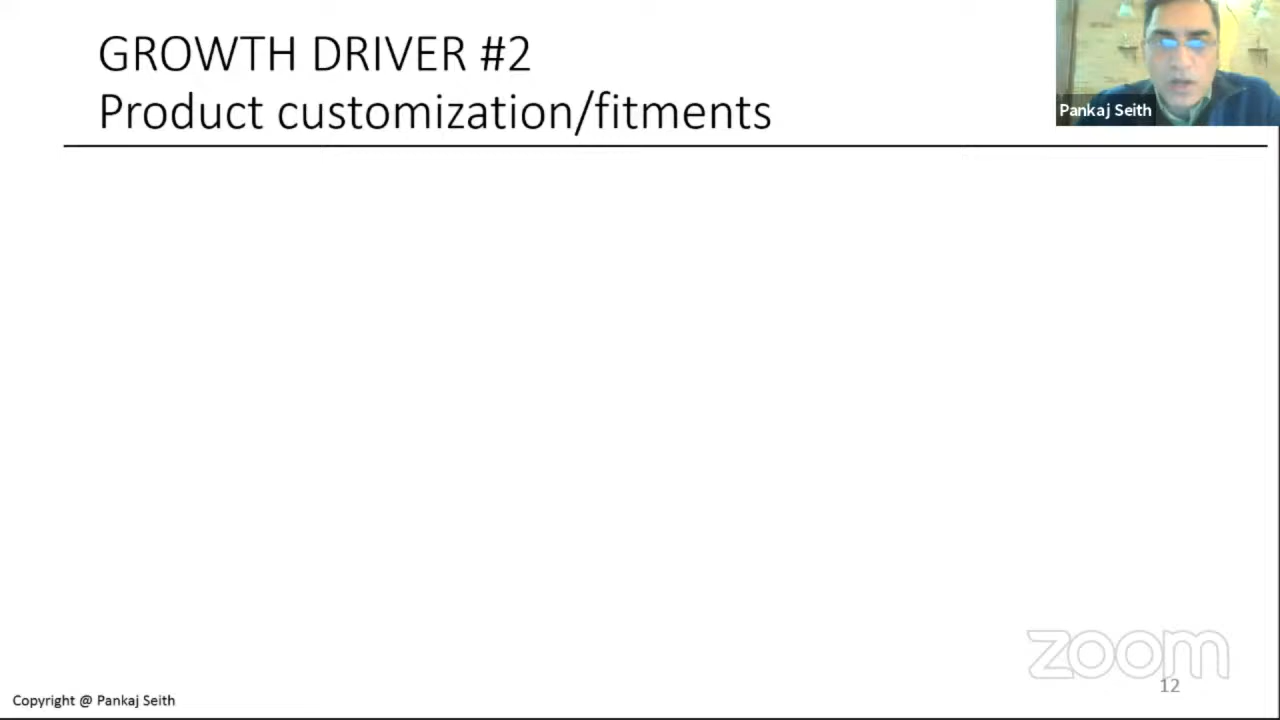 GROWTH DRIVER #2
Product customization/fitments
Pankaj Seith
zoom
12
Copyright @ Pankaj Seith